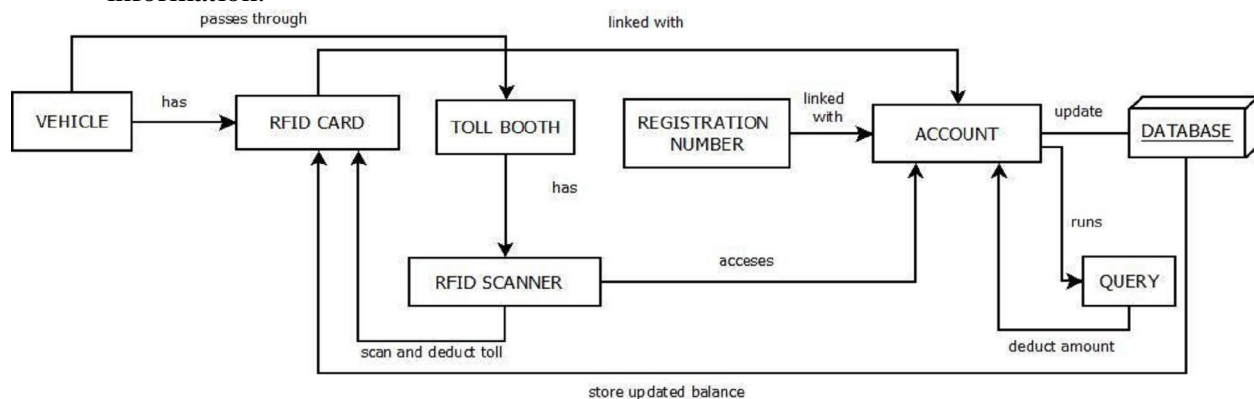 information.
passes through
linked with
VEHICLE
has
RFID CARD
TOLL BOOTH
REGISTRATION
NUMBER
linked
with
ACCOUNT
update
DATABASE
has
runs
RFID SCANNER
acceses
QUERY
scan and deduct toll
deduct amount
store updated balance